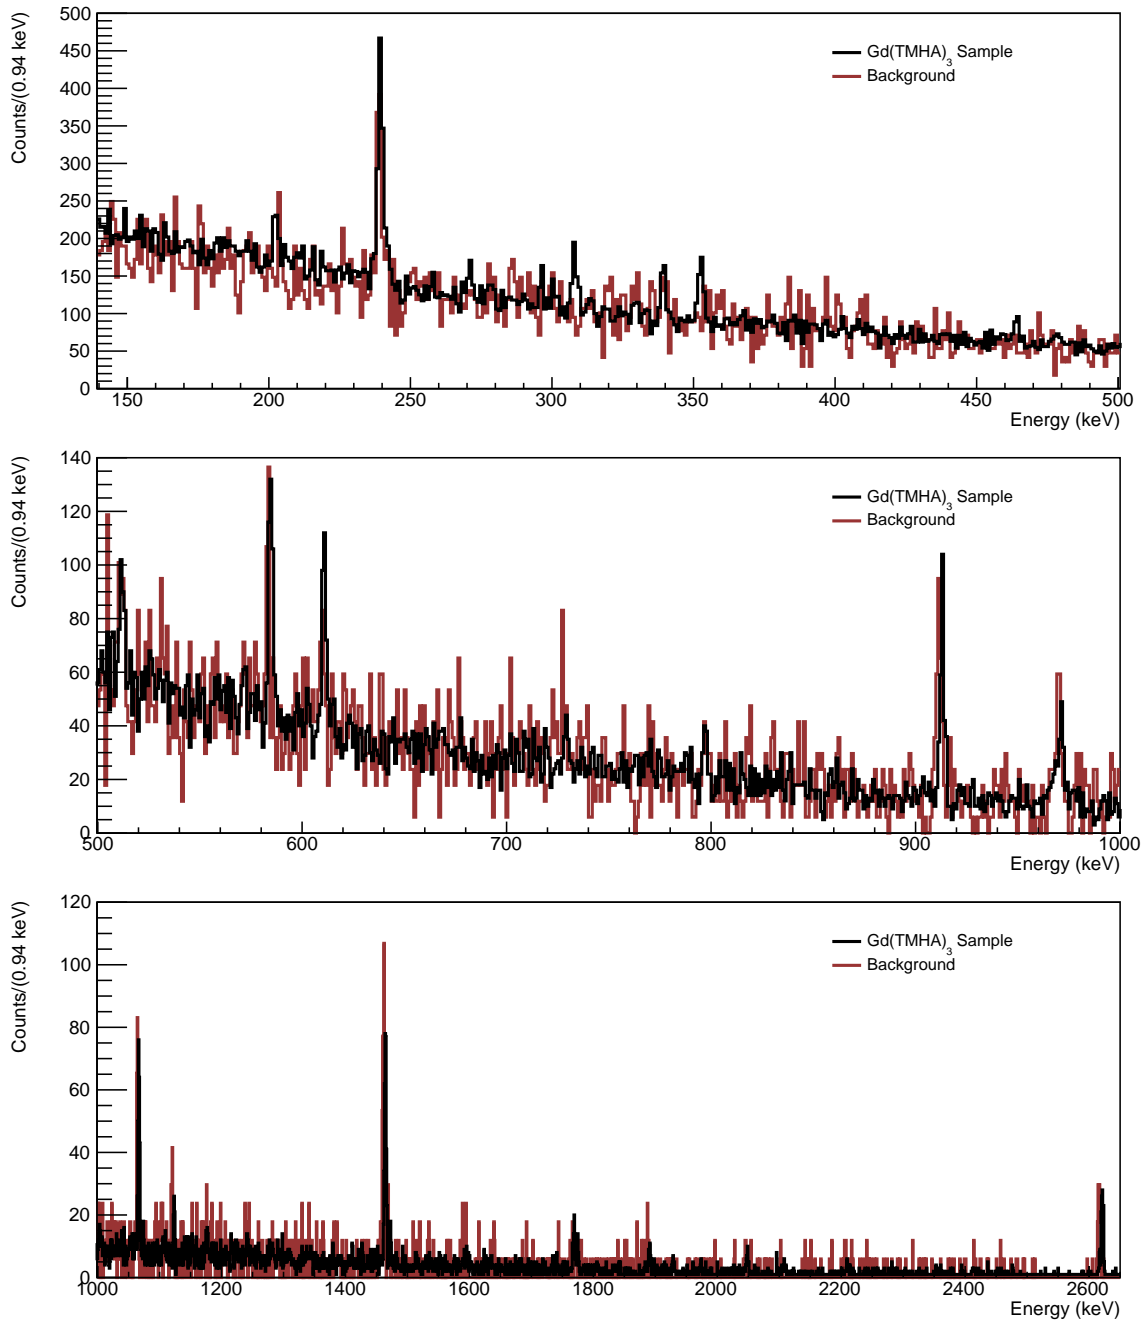 Counts/(0.94 keV)
500
450
400
350
300
250
200
150
100
50
0
Gd(TMHA)₃ Sample
Background
150 200 250 300 350 400 450 500
Energy (keV)
Counts/(0.94 keV)
140
120
100
80
60
40
20
0
Gd(TMHA)₃ Sample
Background
500 600 700 800 900 1000
Energy (keV)
Counts/(0.94 keV)
120
100
80
60
40
20
0
Gd(TMHA)₃ Sample
Background
1000 1200 1400 1600 1800 2000 2200 2400 2600
Energy (keV)